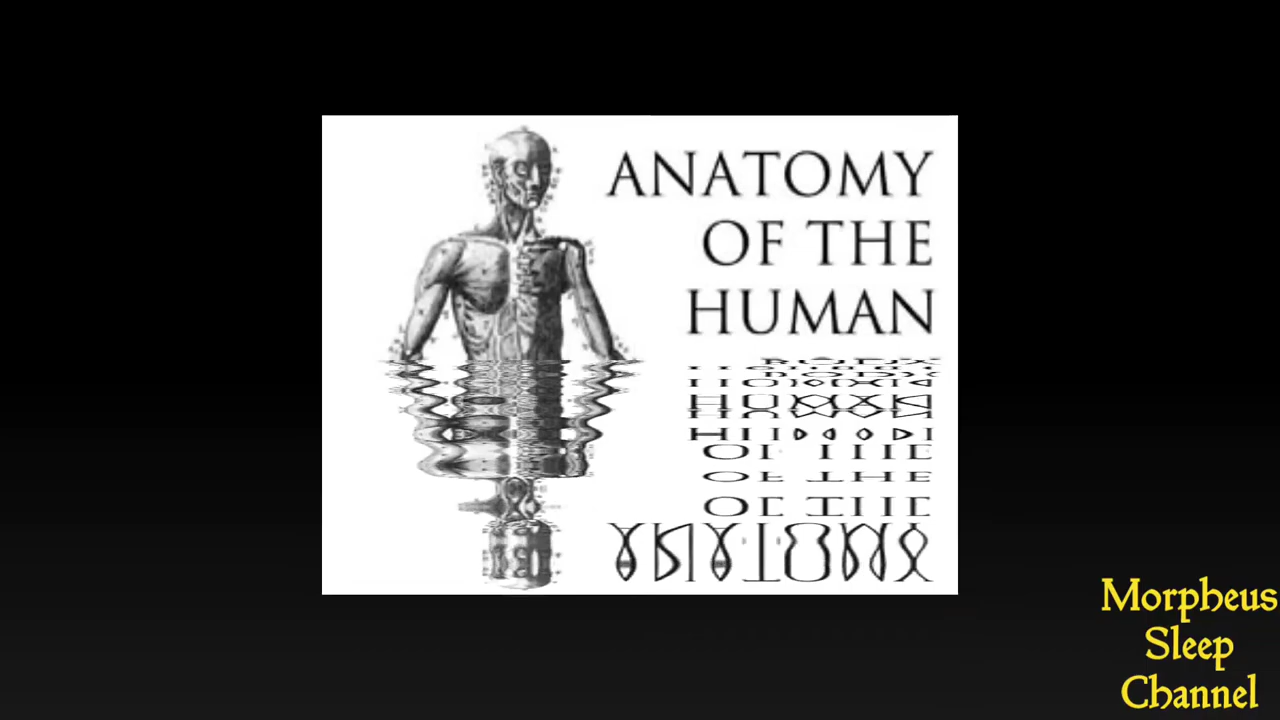 ANATOMY
OF THE
HUMAN
Morpheus
Sleep
Channel